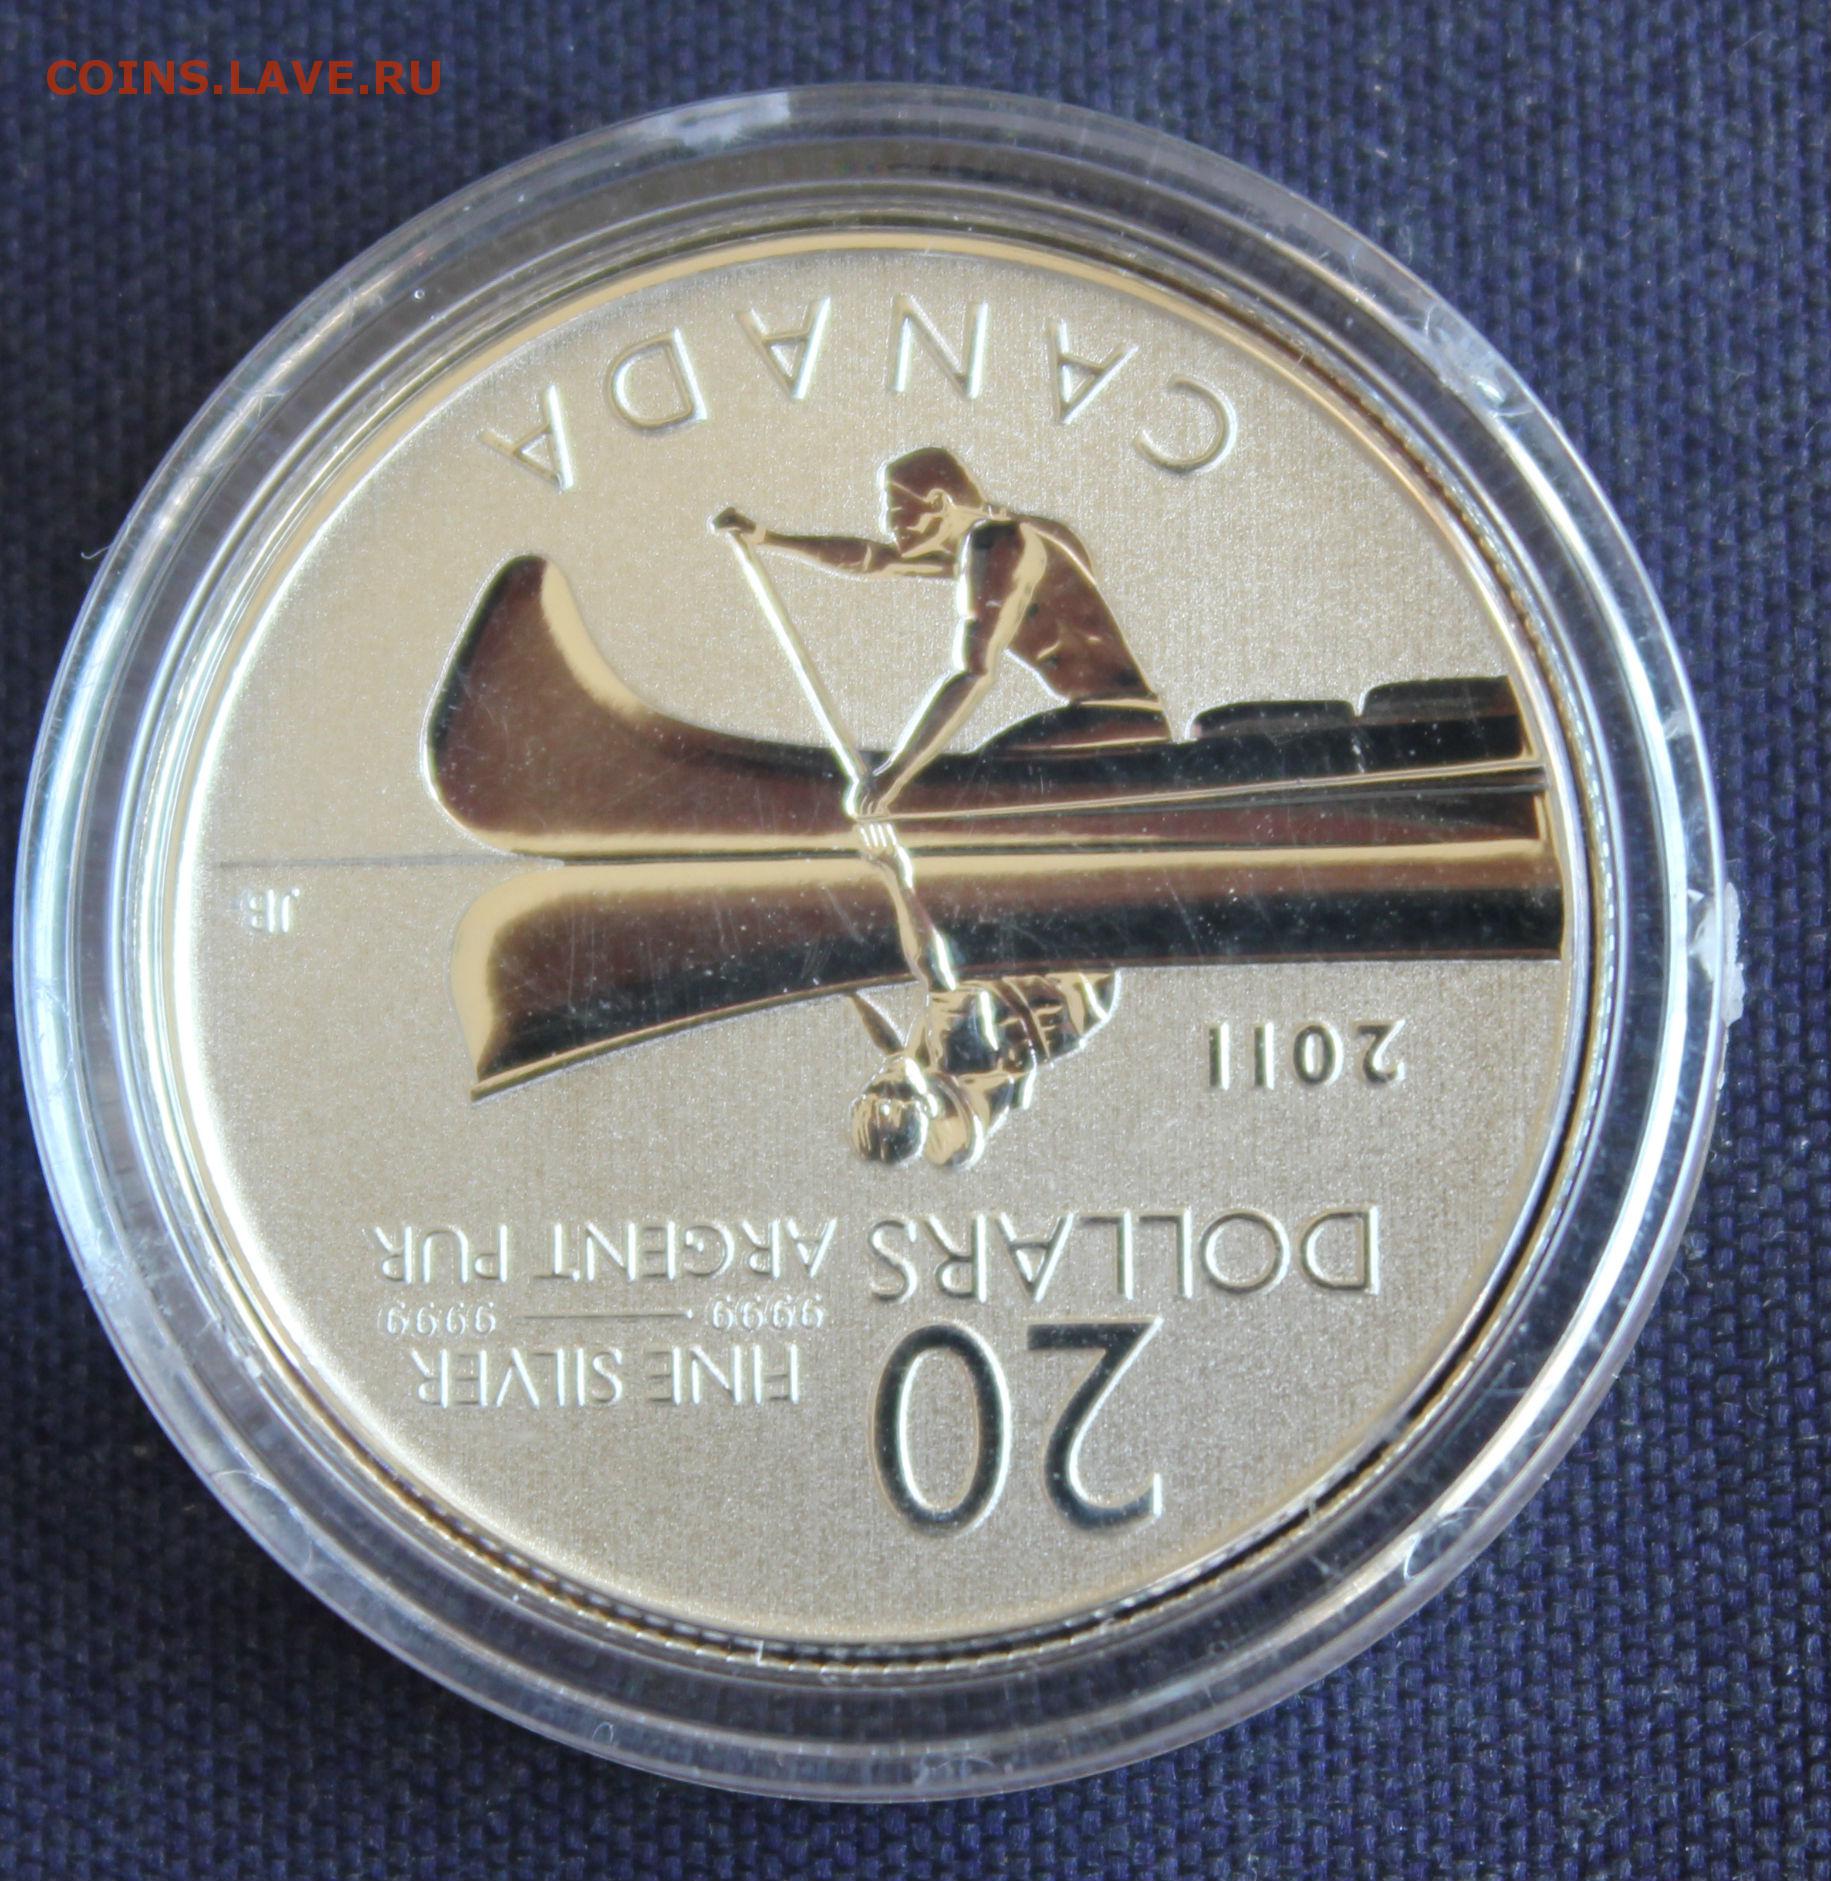 COINS.LAVE.RU
20
FINE SILVER
9999 — 9999
DOLLARS ARGENT PUR
2011
JB
CANADA